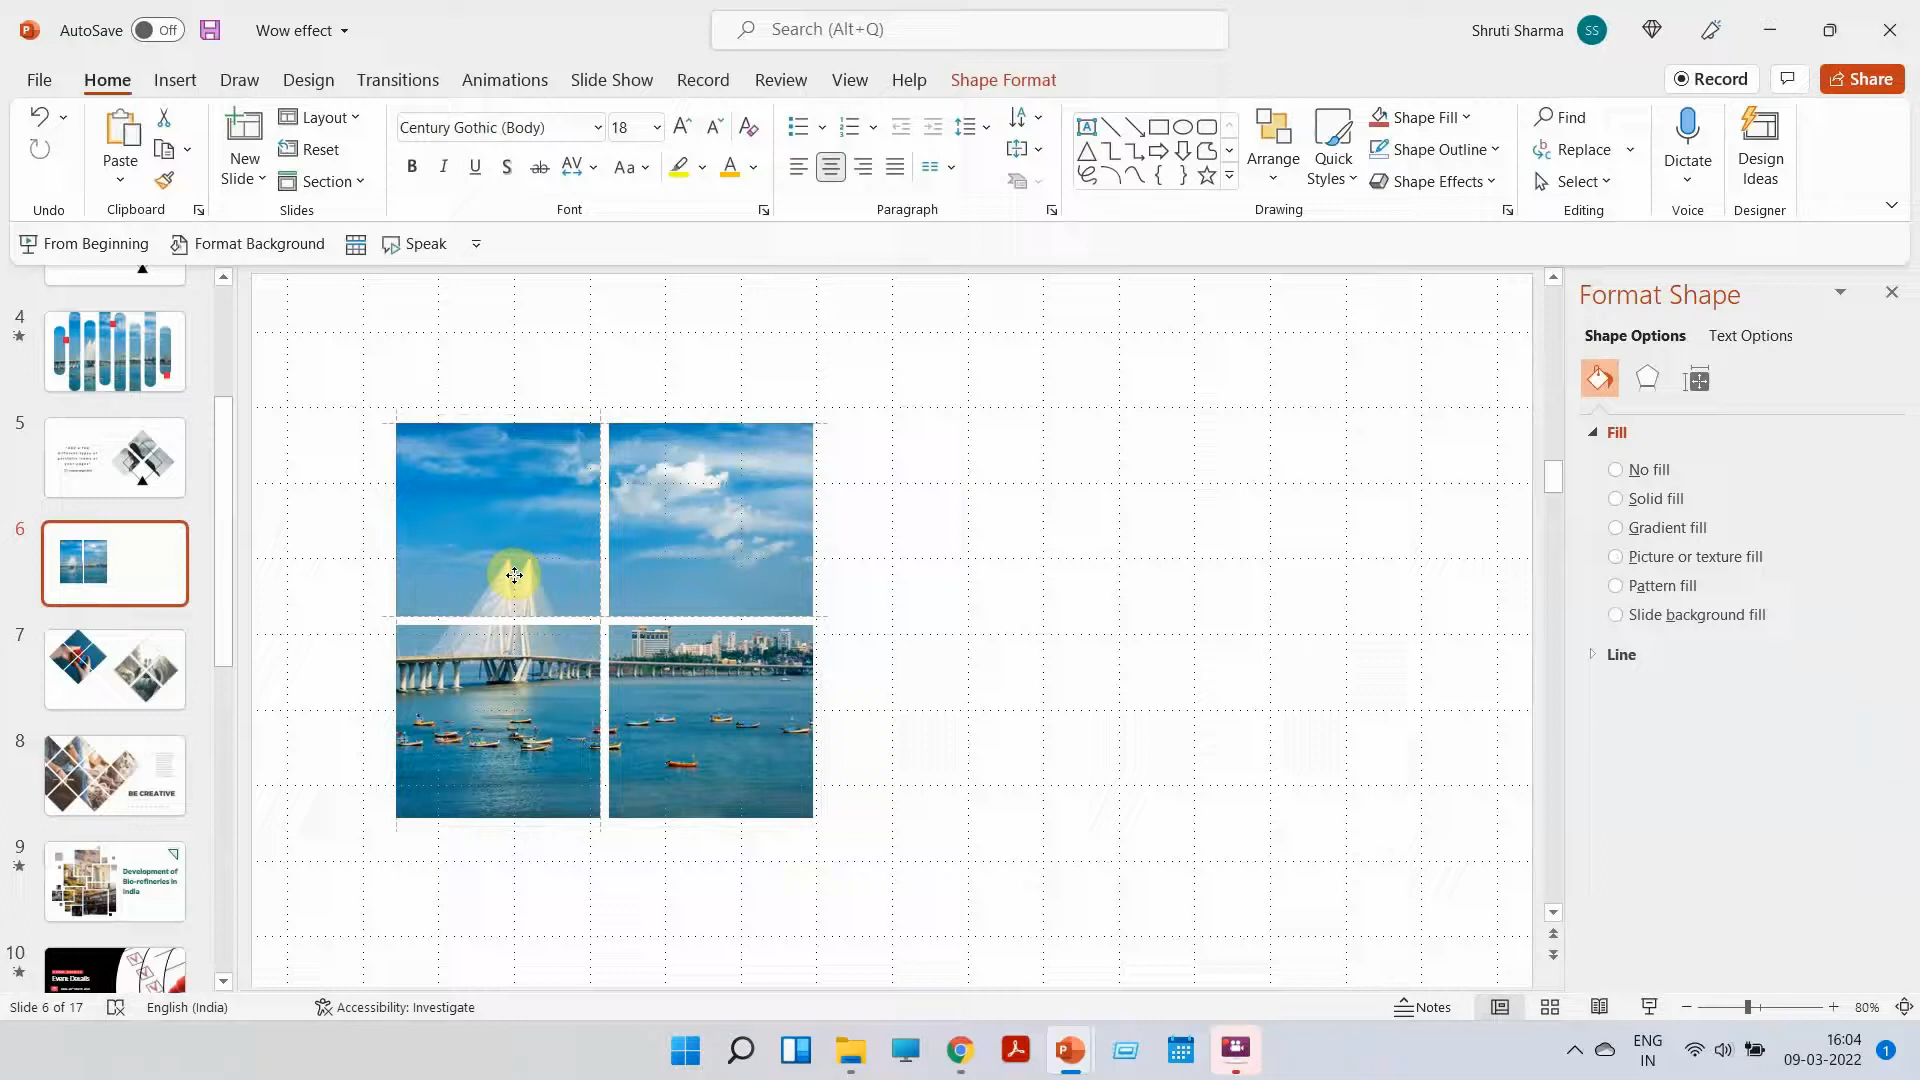 AutoSave Off Wow effect Search (Alt+Q) Shruti Sharma SS
File Home Insert Draw Design Transitions Animations Slide Show Record Review View Help Shape Format Record Share
Paste
New
Slide
Layout
Reset
Section
Century Gothic (Body) 18
B I U S ab AV Aa A
Arrange
Quick
Styles
Shape Fill
Shape Outline
Shape Effects
Find
Replace
Select
Dictate
Design
Ideas
Undo Clipboard Slides Font Paragraph Drawing Editing Voice Designer
From Beginning Format Background Speak
4
5
6
7
8
BE CREATIVE
9
Development of
Bio-refineries in
India
10
Event Details
Format Shape
Shape Options Text Options
Fill
No fill
Solid fill
Gradient fill
Picture or texture fill
Pattern fill
Slide background fill
Line
Slide 6 of 17 English (India) Accessibility: Investigate Notes 80%
ENG
IN
16:04
09-03-2022
1